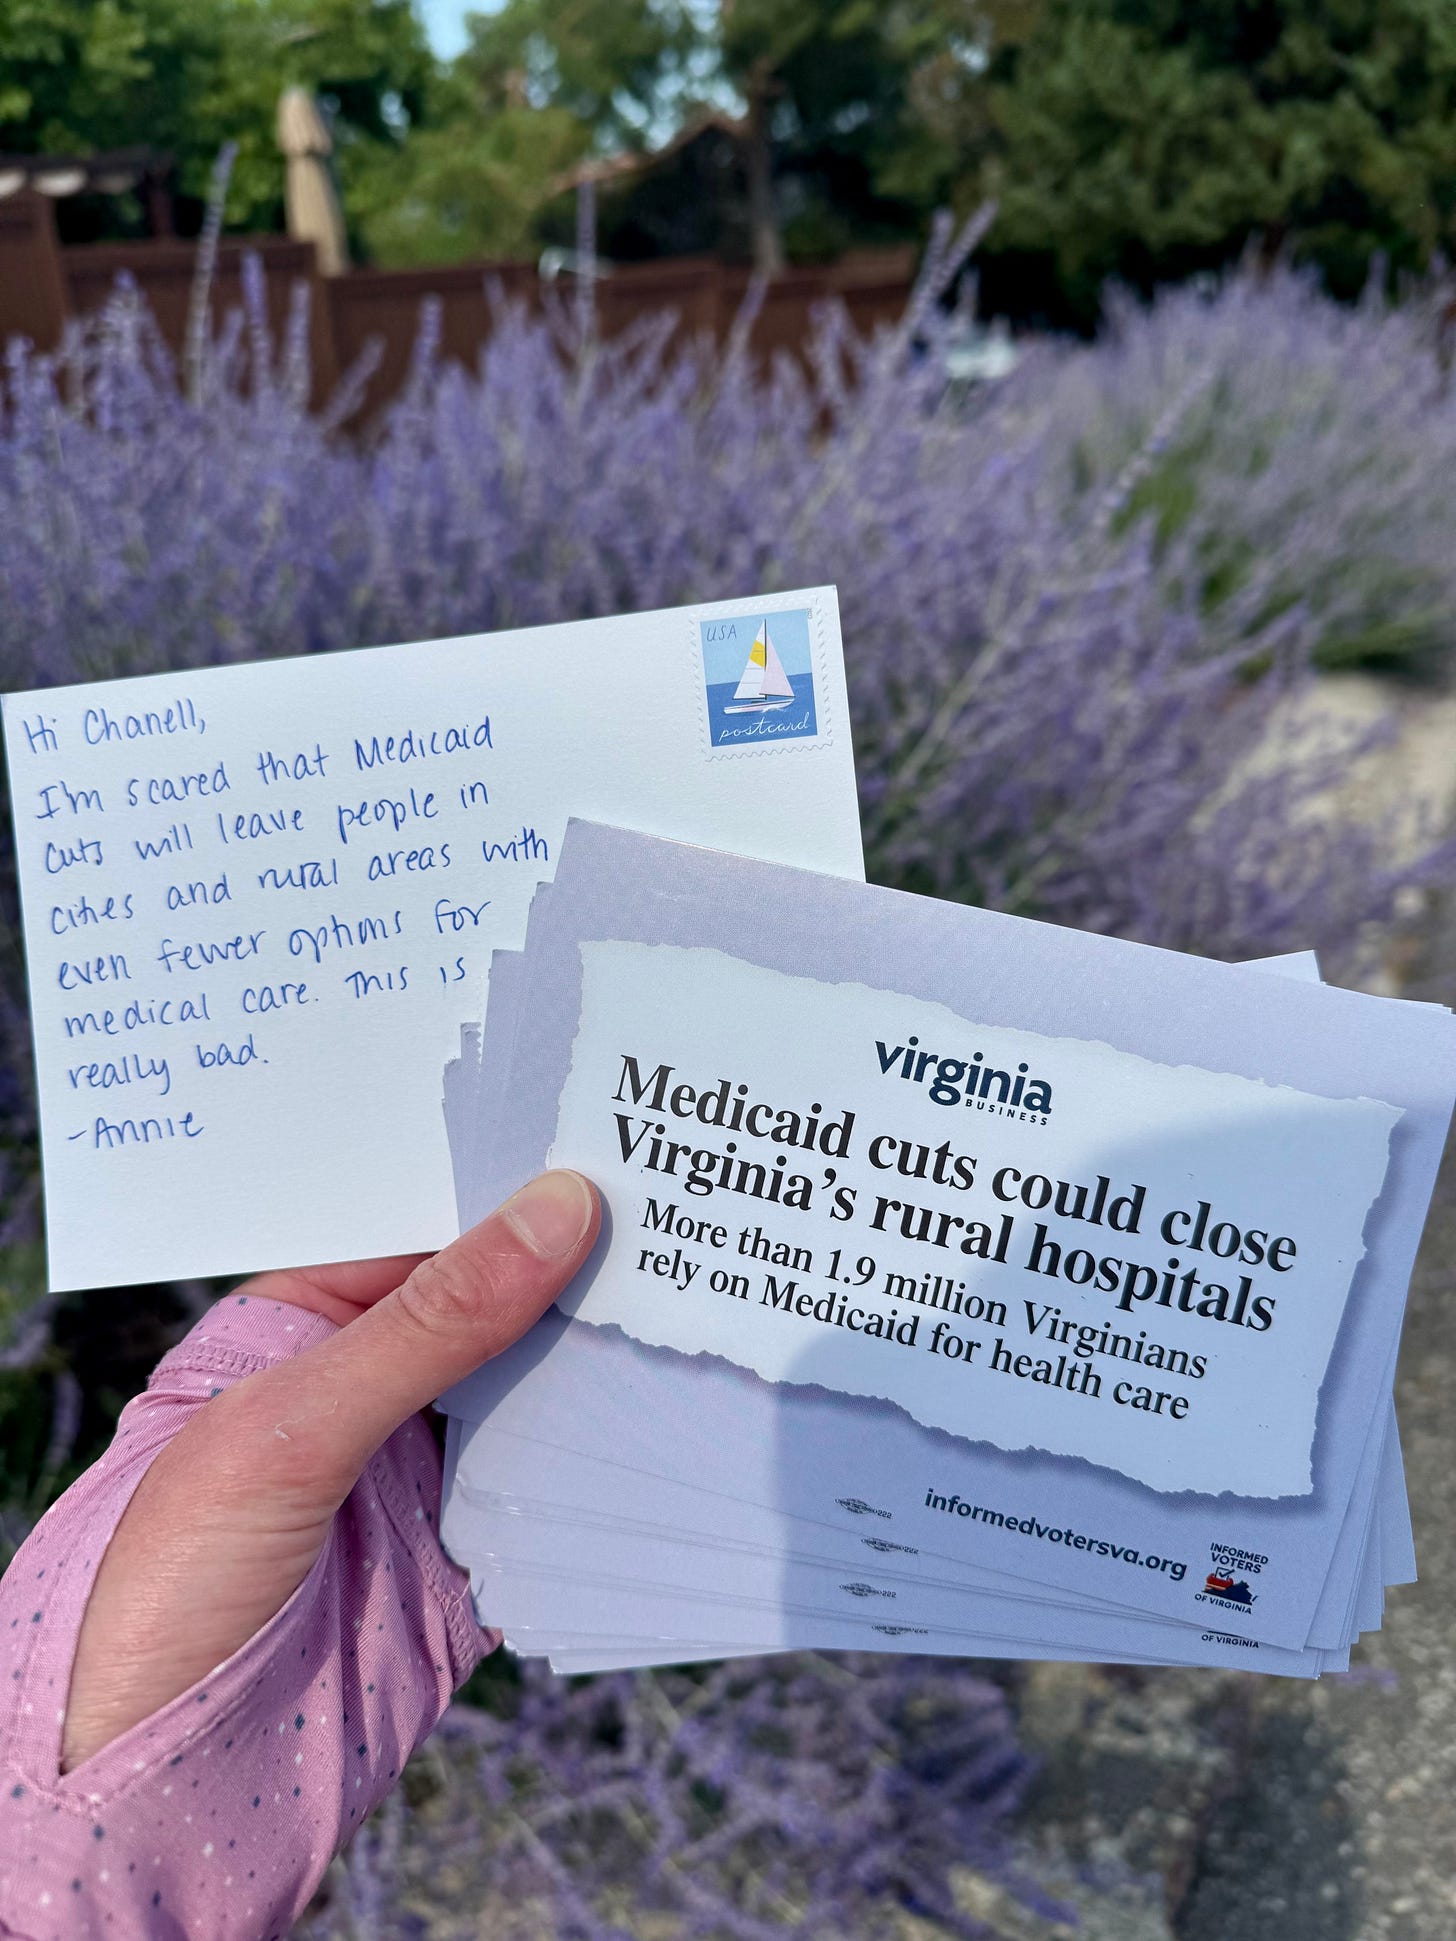 Hi Chanell,
I'm scared that Medicaid
cuts will leave people in
cities and rural areas with
even fewer options for
medical care. This is
really bad.
-Annie
USA
postcard
virginia
BUSINESS
Medicaid cuts could close
Virginia's rural hospitals
More than 1.9 million Virginians
rely on Medicaid for health care
222
222
222
informedvotersva.org
INFORMED
VOTERS
OF VIRGINIA
OF VIRGINIA